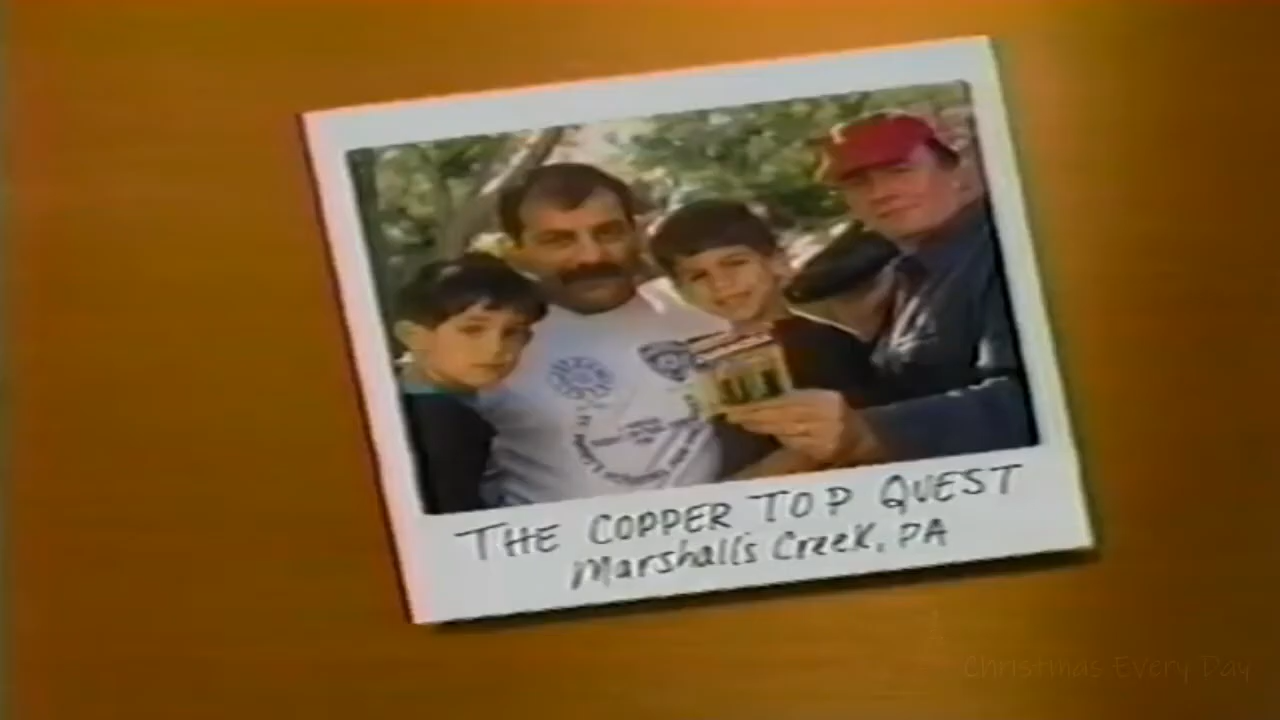 THE COPPER TOP QUEST
Marshall's Creek, PA
Christmas Every Day